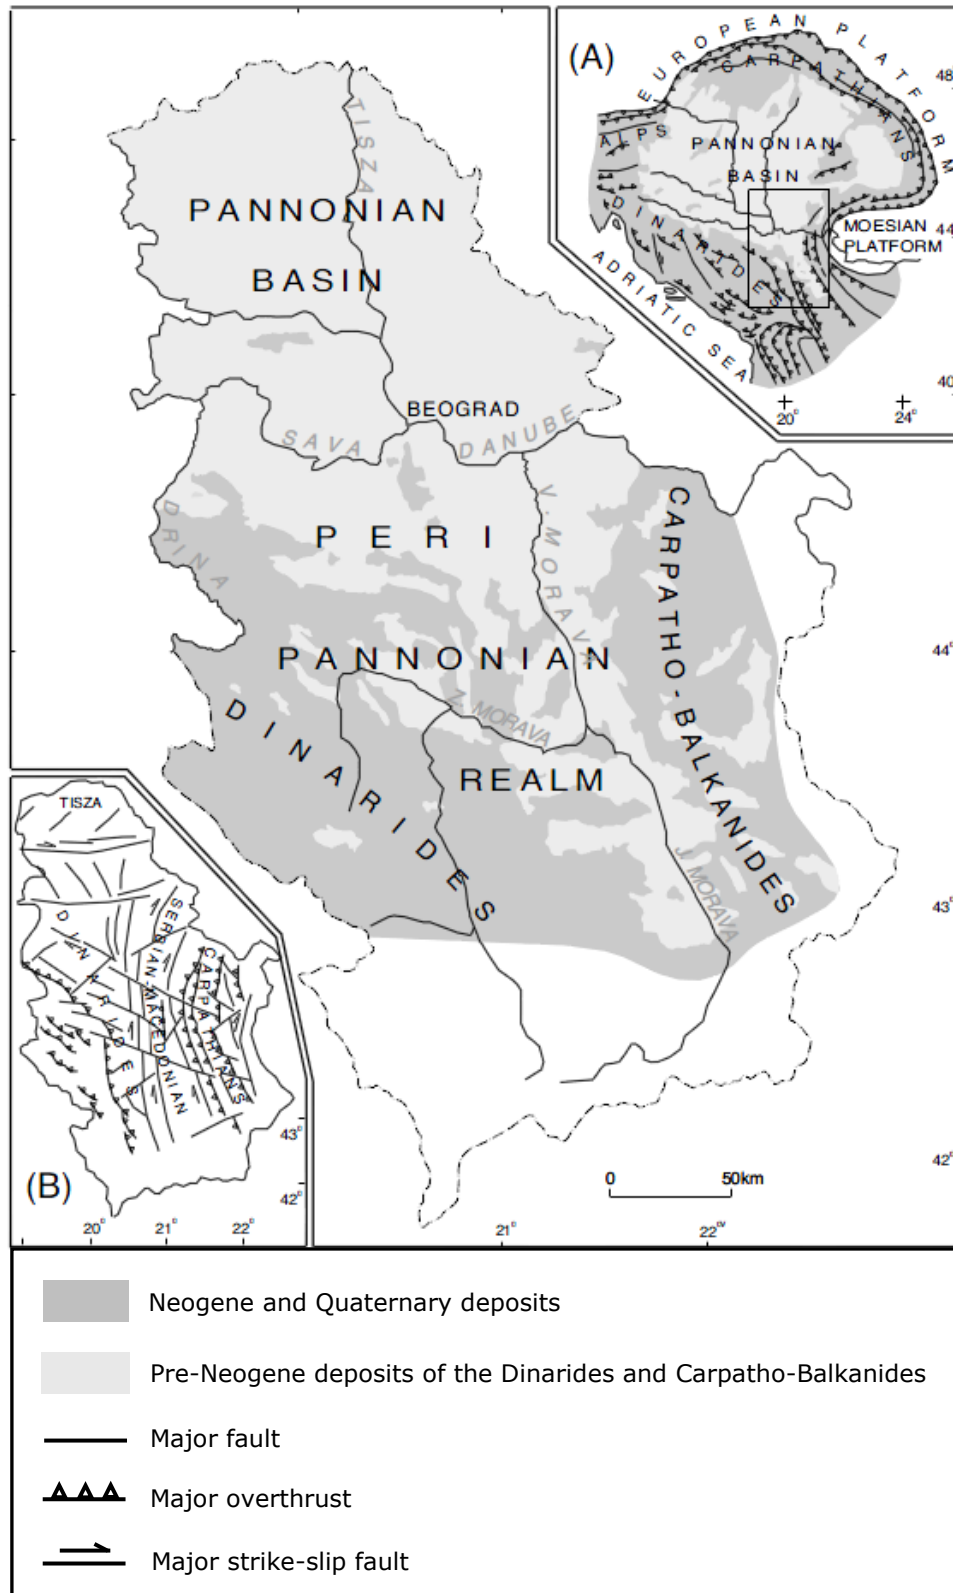 (A)
EUROPEAN PLATFORM
CARPATHIANS
ALPS
PANNONIAN
BASIN
DINARIDES
ADRIATIC SEA
MOESIAN
PLATFORM
48°
44
40
20°
24°
TISZA
PANNONIAN
BASIN
BEOGRAD
SAVA
DANUBE
DRINA
V. MORAVA
PERI
PANNONIAN
REALM
Z. MORAVA
J. MORAVA
DINARIDES
CARPATHO-BALKANIDES
44°
43°
42°
0 50km
21°
22°
(B)
TISZA
DINARIDES
SERBIAN-MACEDONIAN
CARPATHIANS
43°
42°
20°
21°
22°
Neogene and Quaternary deposits
Pre-Neogene deposits of the Dinarides and Carpatho-Balkanides
Major fault
Major overthrust
Major strike-slip fault